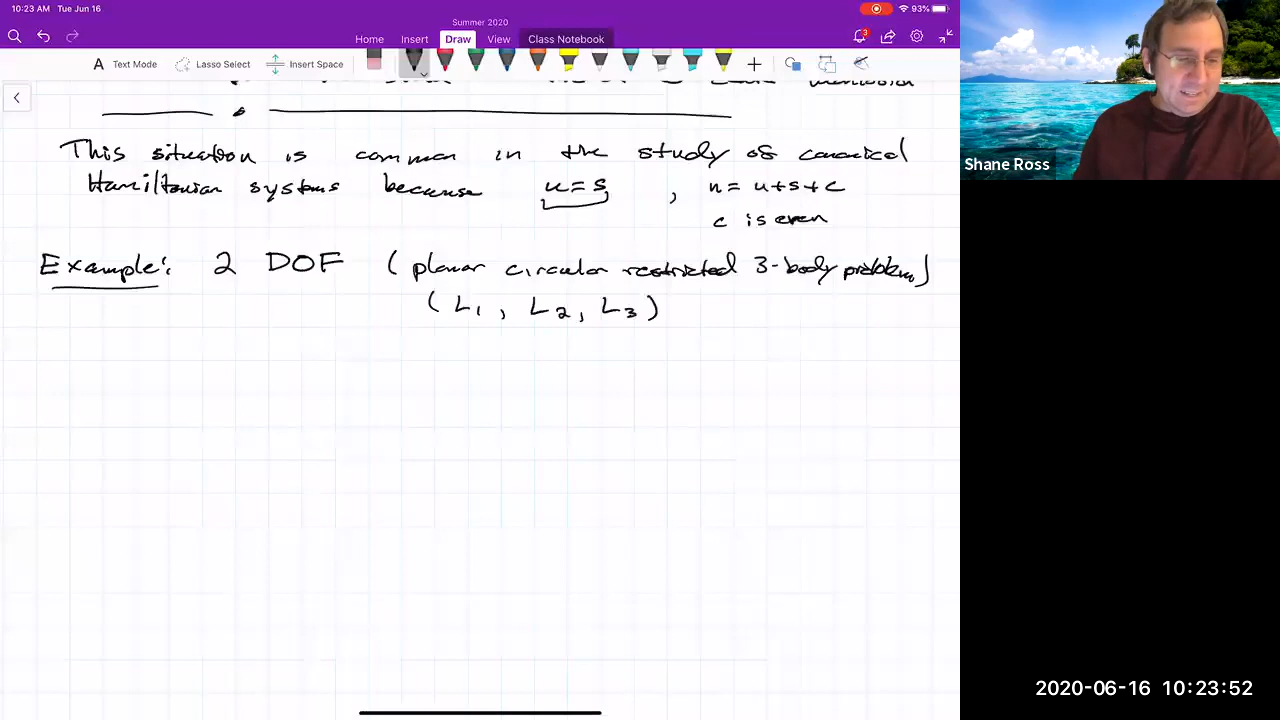 10:23 AM Tue Jun 16
93%
Summer 2020
Home Insert Draw View Class Notebook
3
A Text Mode Lasso Select Insert Space
This situation is common in the study of canonical
Hamiltonian systems because u=s , n= u+s+c
c is even
Example: 2 DOF (planar circular restricted 3-body problem)
(L1, L2, L3)
Shane Ross
2020-06-16 10:23:52